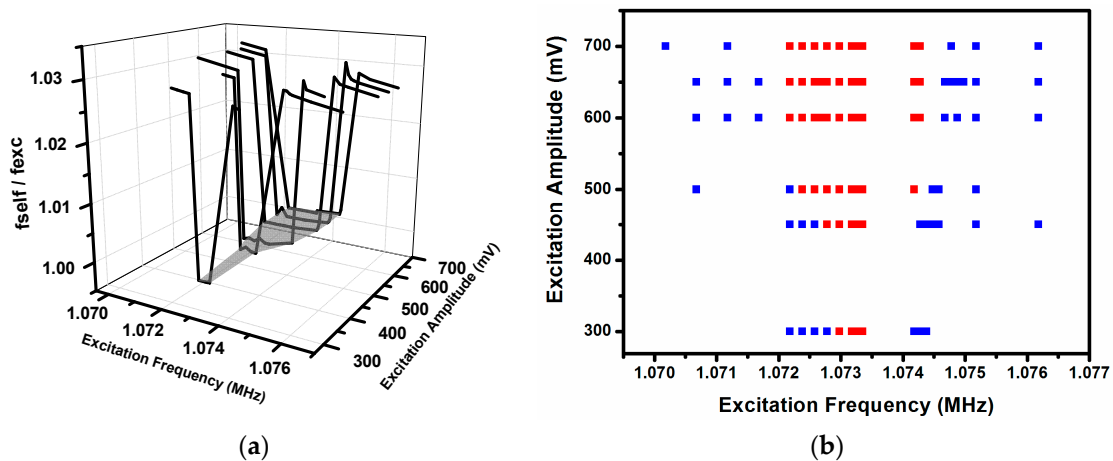 1.03
1.02
1.01
1.00
fself / fexc
1.070
1.072
1.074
1.076
Excitation Frequency (MHz)
300
400
500
600
700
Excitation Amplitude (mV)
(a)
700
600
500
400
300
Excitation Amplitude (mV)
1.070 1.071 1.072 1.073 1.074 1.075 1.076 1.077
Excitation Frequency (MHz)
(b)